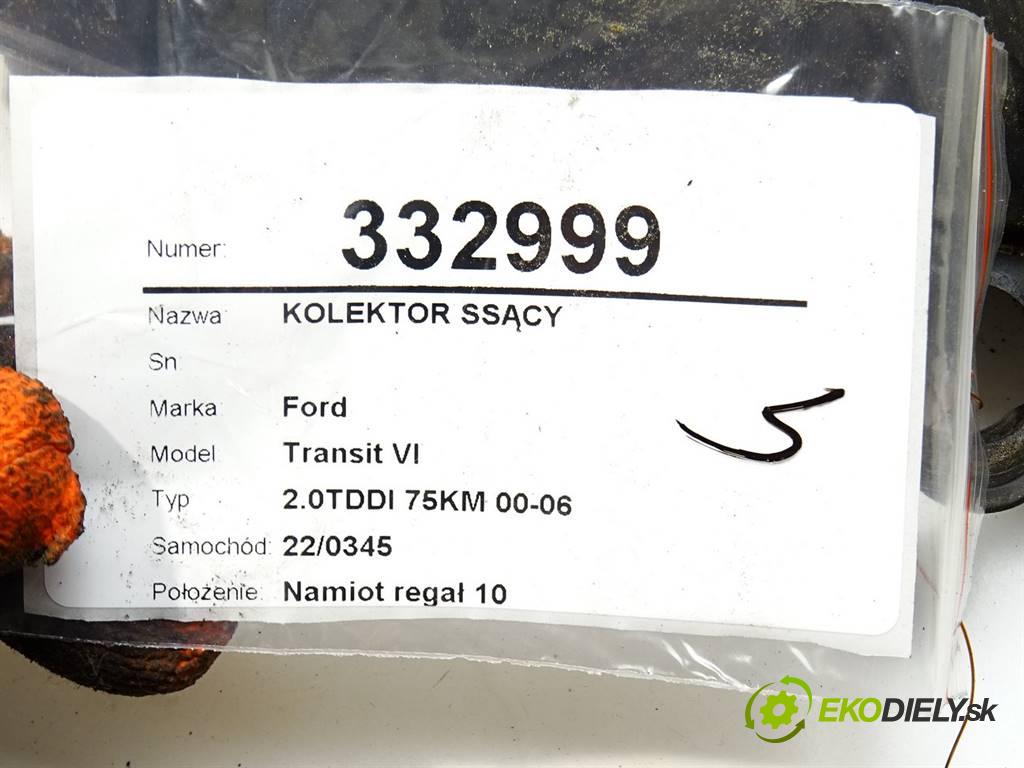 Numer: 332999
Nazwa: KOLEKTOR SSĄCY
Sn
Marka: Ford
Model Transit VI
Typ 2.0TDDI 75KM 00-06
Samochód: 22/0345
Położenie: Namiot regał 10
EKODIELY.sk